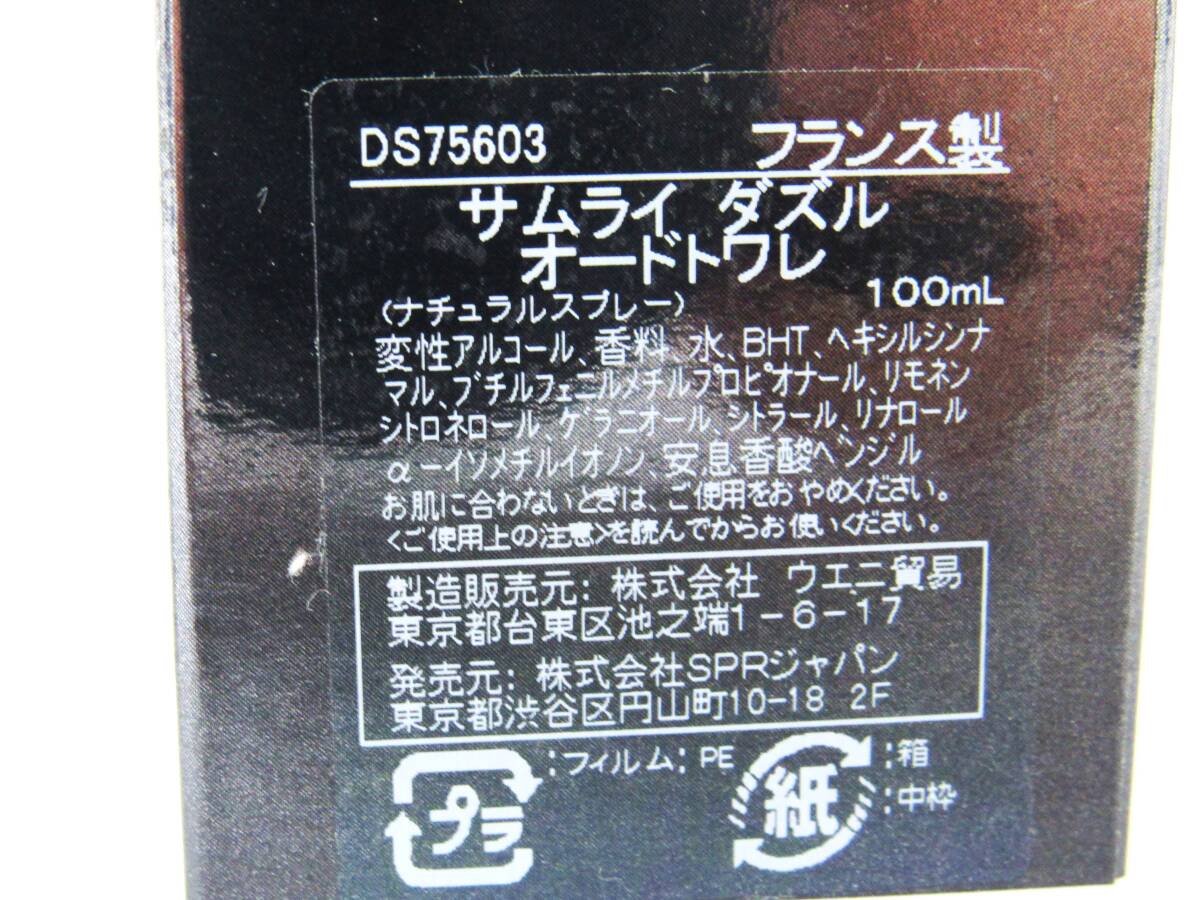 DS75603 フランス製
サムライ ダズル
オードトワレ
100mL
(ナチュラルスプレー)
変性アルコール、香料、水、BHT、ヘキシルシンナ
マル、ブチルフェニルメチルプロピオナール、リモネン
シトロネロール、ゲラニオール、シトラール、リナロール
αーイソメチルイオノン、安息香酸ベンジル
お肌に合わないときは、ご使用をおやめください。
<ご使用上の注意>を読んでからお使いください。
製造販売元: 株式会社 ウエニ貿易
東京都台東区池之端1-6-17
発売元: 株式会社SPRジャパン
東京都渋谷区円山町10-18 2F
プラ :フィルム: PE
紙 :箱
:中枠